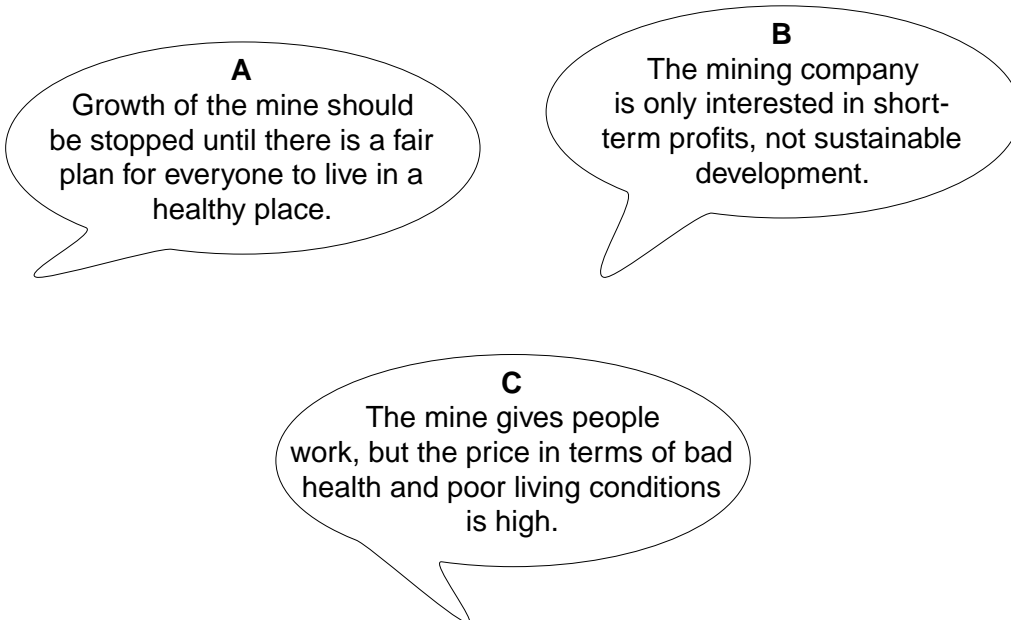 A
Growth of the mine should
be stopped until there is a fair
plan for everyone to live in a
healthy place.
B
The mining company
is only interested in short-
term profits, not sustainable
development.
C
The mine gives people
work, but the price in terms of bad
health and poor living conditions
is high.